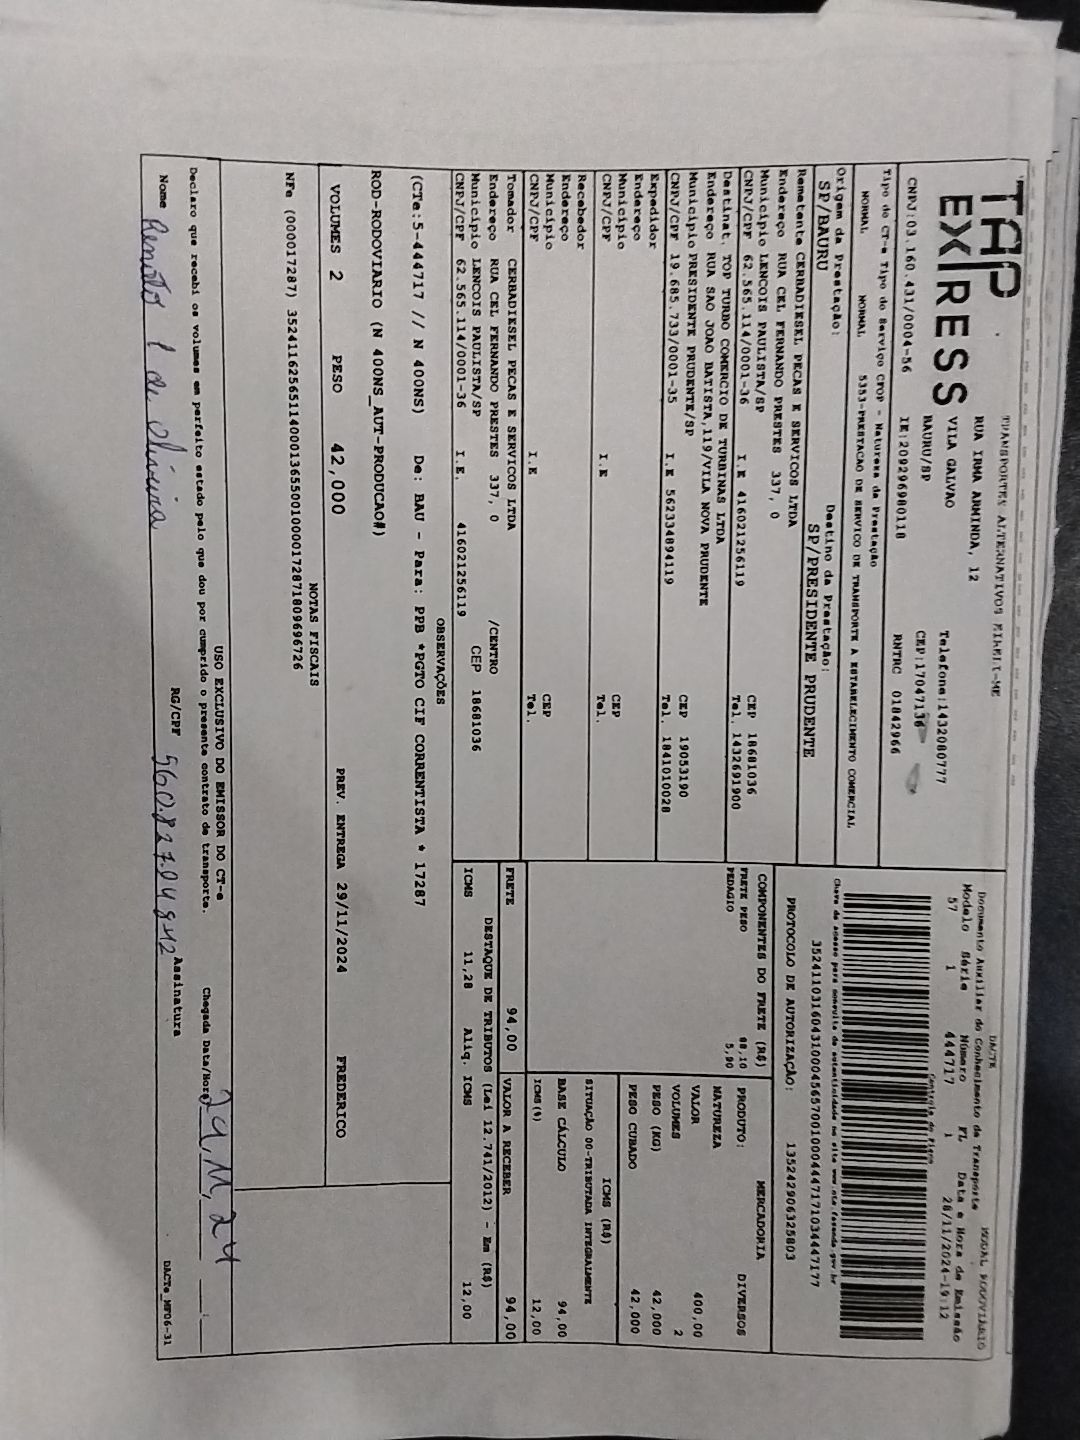 TAP
EXPRESS
TRANSPORTES ALTERNATIVOS EIRELI-ME
RUA IRMA ARMINDA, 12
VILA GALVAO Telefone:1432080777
BAURU/SP CEP:17047136
CNPJ:03.160.431/0004-56 IE:209296980118 RNTRC 01842966
Tipo do CT-e Tipo do Serviço CFOP - Natureza da Prestação
NORMAL NORMAL 5353-PRESTACAO DE SERVICO DE TRANSPORTE A ESTABELECIMENTO COMERCIAL
Origem da Prestação: Destino da Prestação:
SP/BAURU SP/PRESIDENTE PRUDENTE
Remetente CERBADIESEL PECAS E SERVICOS LTDA
Endereço RUA CEL FERNANDO PRESTES 337, 0
Município LENCOIS PAULISTA/SP CEP 18681036
CNPJ/CPF 62.565.114/0001-36 I.E 416021256119 Tel. 1432691900
Destinat. TOP TURBO COMERCIO DE TURBINAS LTDA
Endereço RUA SAO JOAO BATISTA,119/VILA NOVA PRUDENTE
Município PRESIDENTE PRUDENTE/SP CEP 19053190
CNPJ/CPF 19.685.733/0001-35 I.E 562334894119 Tel. 1841010028
Expedidor
Endereço
Município CEP
CNPJ/CPF I.E Tel.
Recebedor
Endereço
Município CEP
CNPJ/CPF I.E Tel.
Tomador CERBADIESEL PECAS E SERVICOS LTDA
Endereço RUA CEL FERNANDO PRESTES 337, 0 /CENTRO
Município LENCOIS PAULISTA/SP CEP 18681036
CNPJ/CPF 62.565.114/0001-36 I.E. 416021256119
DACTE MODAL RODOVIÁRIO
Documento Auxiliar do Conhecimento de Transporte
Modelo Série Número FL Data e Hora de Emissão
57 1 444717 1 28/11/2024-19:12
Controle do Fisco
Chave de acesso para consulta de autenticidade no site www.cte.fazenda.gov.br
35241103160431000456570010004447171034447177
PROTOCOLO DE AUTORIZAÇÃO: 135242906325803
COMPONENTES DO FRETE (R$)
FRETE PESO 88,10
PEDAGIO 5,90
MERCADORIA
PRODUTO: DIVERSOS
NATUREZA
VALOR 400,00
VOLUMES 2
PESO (KG) 42,000
PESO CUBADO 42,000
ICMS (R$)
SITUAÇÃO 00-TRIBUTADA INTEGRALMENTE
BASE CÁLCULO 94,00
ICMS(%) 12,00
FRETE 94,00 VALOR A RECEBER 94,00
DESTAQUE DE TRIBUTOS (Lei 12.741/2012) - Em (R$)
ICMS 11,28 Aliq. ICMS 12,00
OBSERVAÇÕES
(CTe:5-444717 // N 400NS) De: BAU - Para: PPB *PGTO CIF CORRENTISTA * 17287
ROD-RODOVIARIO (N 400NS_AUT-PRODUCAO#)
VOLUMES 2 PESO 42,000 PREV. ENTREGA 29/11/2024 FREDERICO
NOTAS FISCAIS
NFe (000017287) 35241162565114000136550010000172871809696726
USO EXCLUSIVO DO EMISSOR DO CT-e
Declaro que recebi os volumes em perfeito estado pelo que dou por cumprido o presente contrato de transporte. Chegada Data/Hora 29, 11, 24 :
Nome Renato de oliveira RG/CPF Assinatura
DACTe_MF06-31